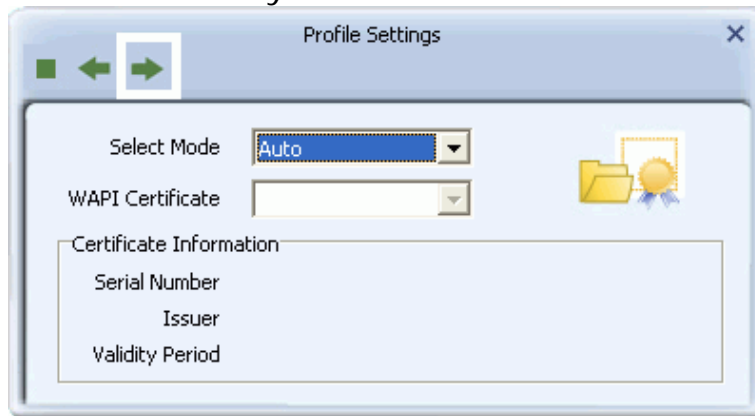 Profile Settings
Select Mode Auto
WAPI Certificate
Certificate Information
Serial Number
Issuer
Validity Period